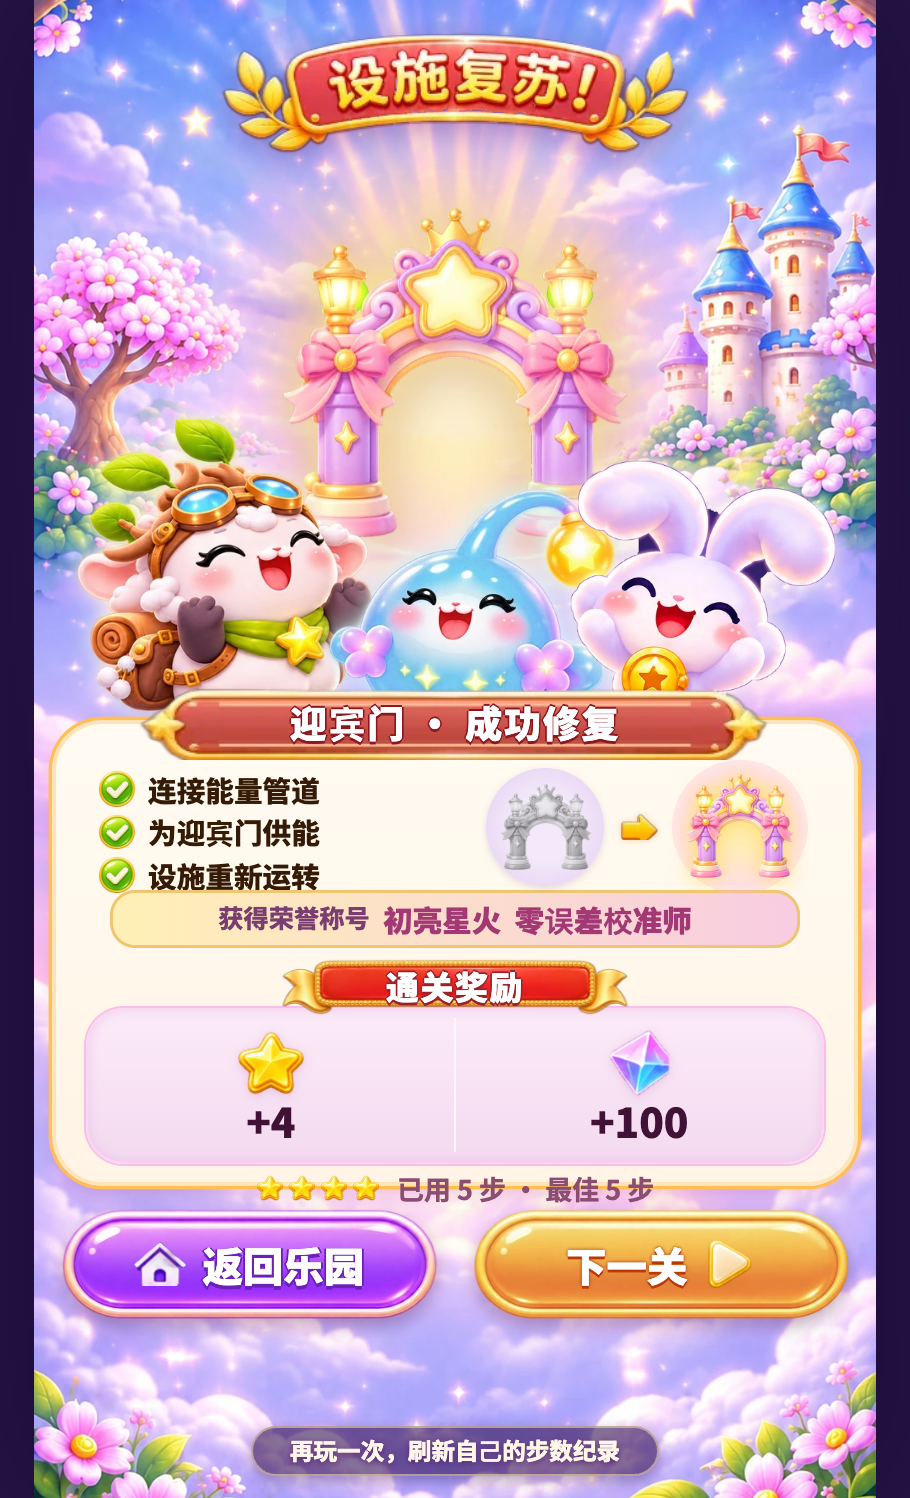 设施复苏！
迎宾门 · 成功修复
连接能量管道
为迎宾门供能
设施重新运转
获得荣誉称号 初亮星火 零误差校准师
通关奖励
+4
+100
已用 5 步 · 最佳 5 步
返回乐园
下一关
再玩一次，刷新自己的步数纪录